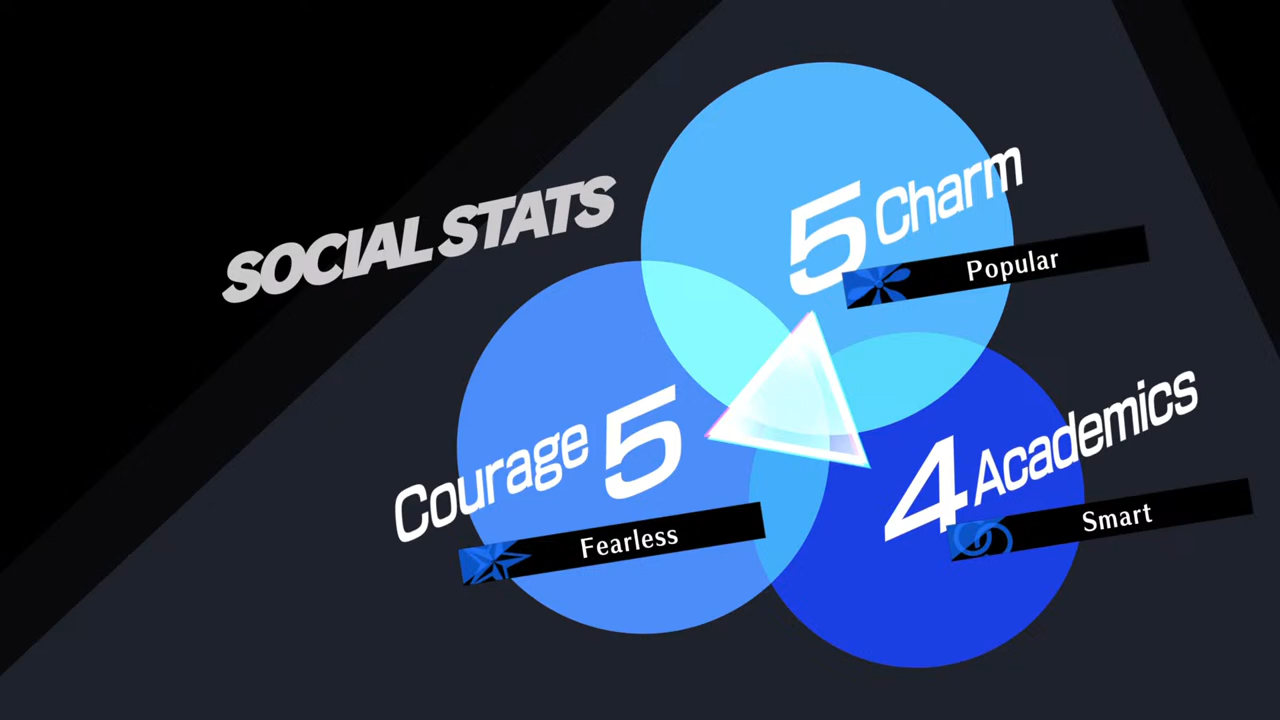 SOCIAL STATS
5 Charm
Popular
Courage 5
Fearless
4 Academics
Smart